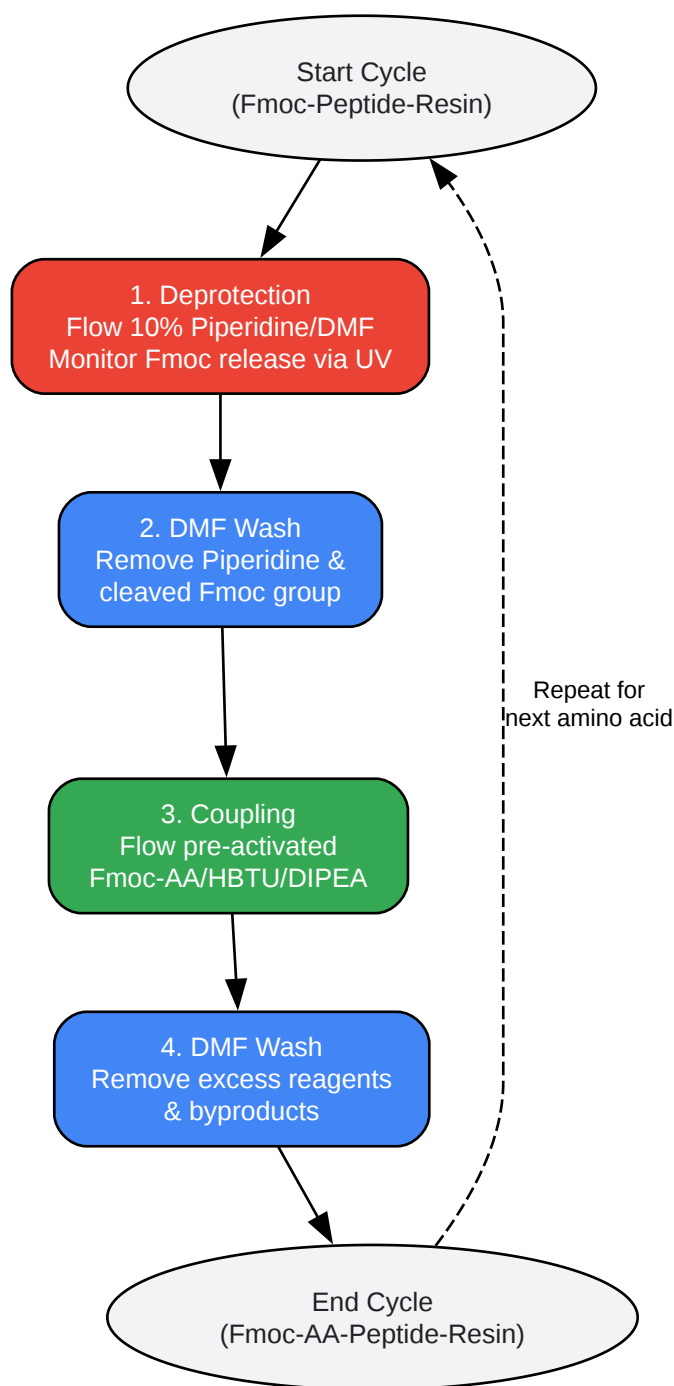 Start Cycle
(Fmoc-Peptide-Resin)
1. Deprotection
Flow 10% Piperidine/DMF
Monitor Fmoc release via UV
2. DMF Wash
Remove Piperidine &
cleaved Fmoc group
Repeat for
next amino acid
3. Coupling
Flow pre-activated
Fmoc-AA/HBTU/DIPEA
4. DMF Wash
Remove excess reagents
& byproducts
End Cycle
(Fmoc-AA-Peptide-Resin)